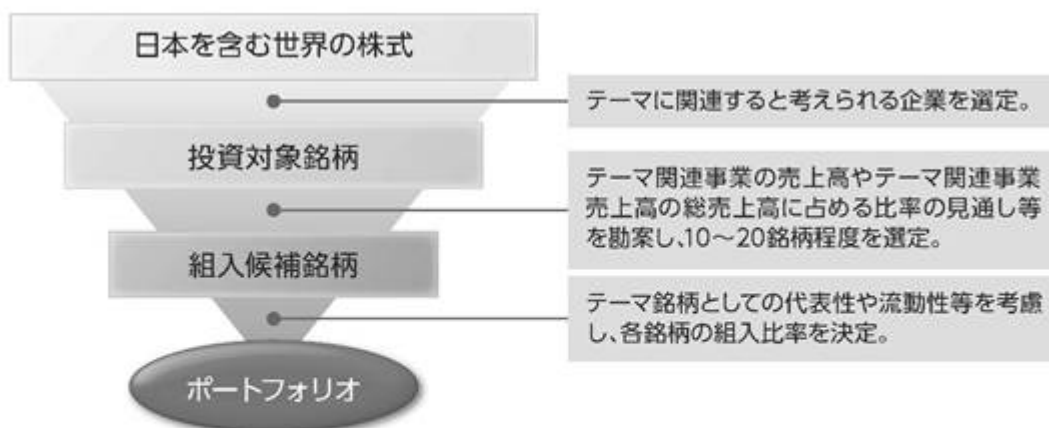 日本を含む世界の株式
テーマに関連すると考えられる企業を選定。
投資対象銘柄
テーマ関連事業の売上高やテーマ関連事業
売上高の総売上高に占める比率の見通し等
を勘案し、10〜20銘柄程度を選定。
組入候補銘柄
テーマ銘柄としての代表性や流動性等を考慮
し、各銘柄の組入比率を決定。
ポートフォリオ